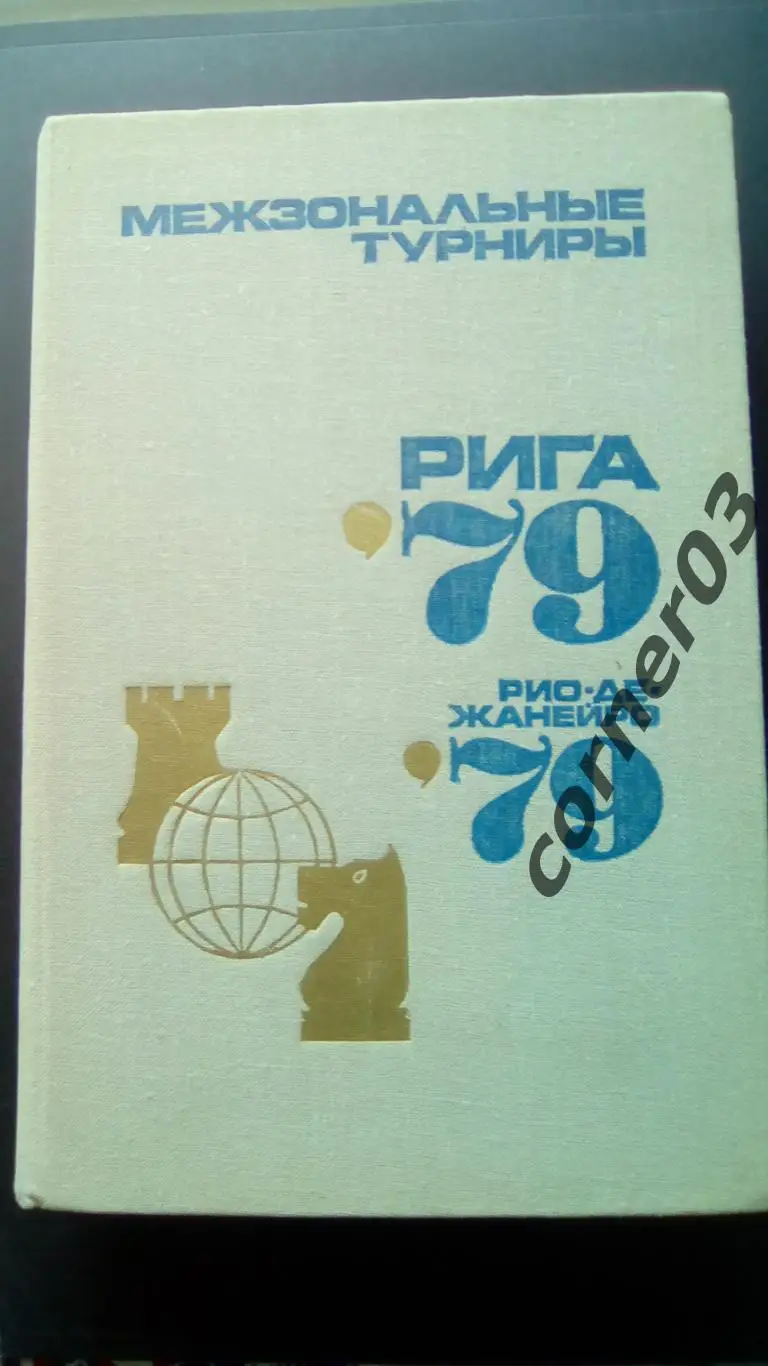 МЕЖЗОНАЛЬНЫЕ
ТУРНИРЫ
РИГА
'79
РИО·ДЕ·
ЖАНЕЙРО
'79
corner03